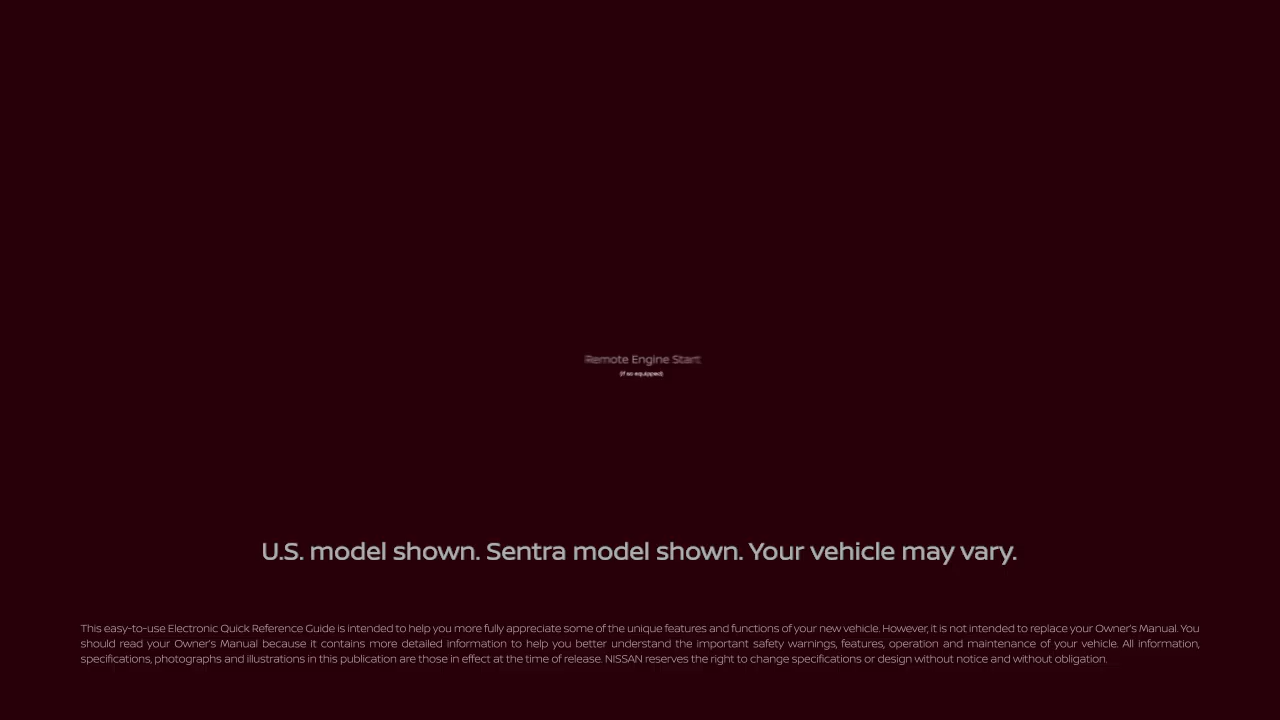 Remote Engine Start
(if so equipped)
U.S. model shown. Sentra model shown. Your vehicle may vary.
This easy-to-use Electronic Quick Reference Guide is intended to help you more fully appreciate some of the unique features and functions of your new vehicle. However, it is not intended to replace your Owner's Manual. You
should read your Owner's Manual because it contains more detailed information to help you better understand the important safety warnings, features, operation and maintenance of your vehicle. All information,
specifications, photographs and illustrations in this publication are those in effect at the time of release. NISSAN reserves the right to change specifications or design without notice and without obligation.